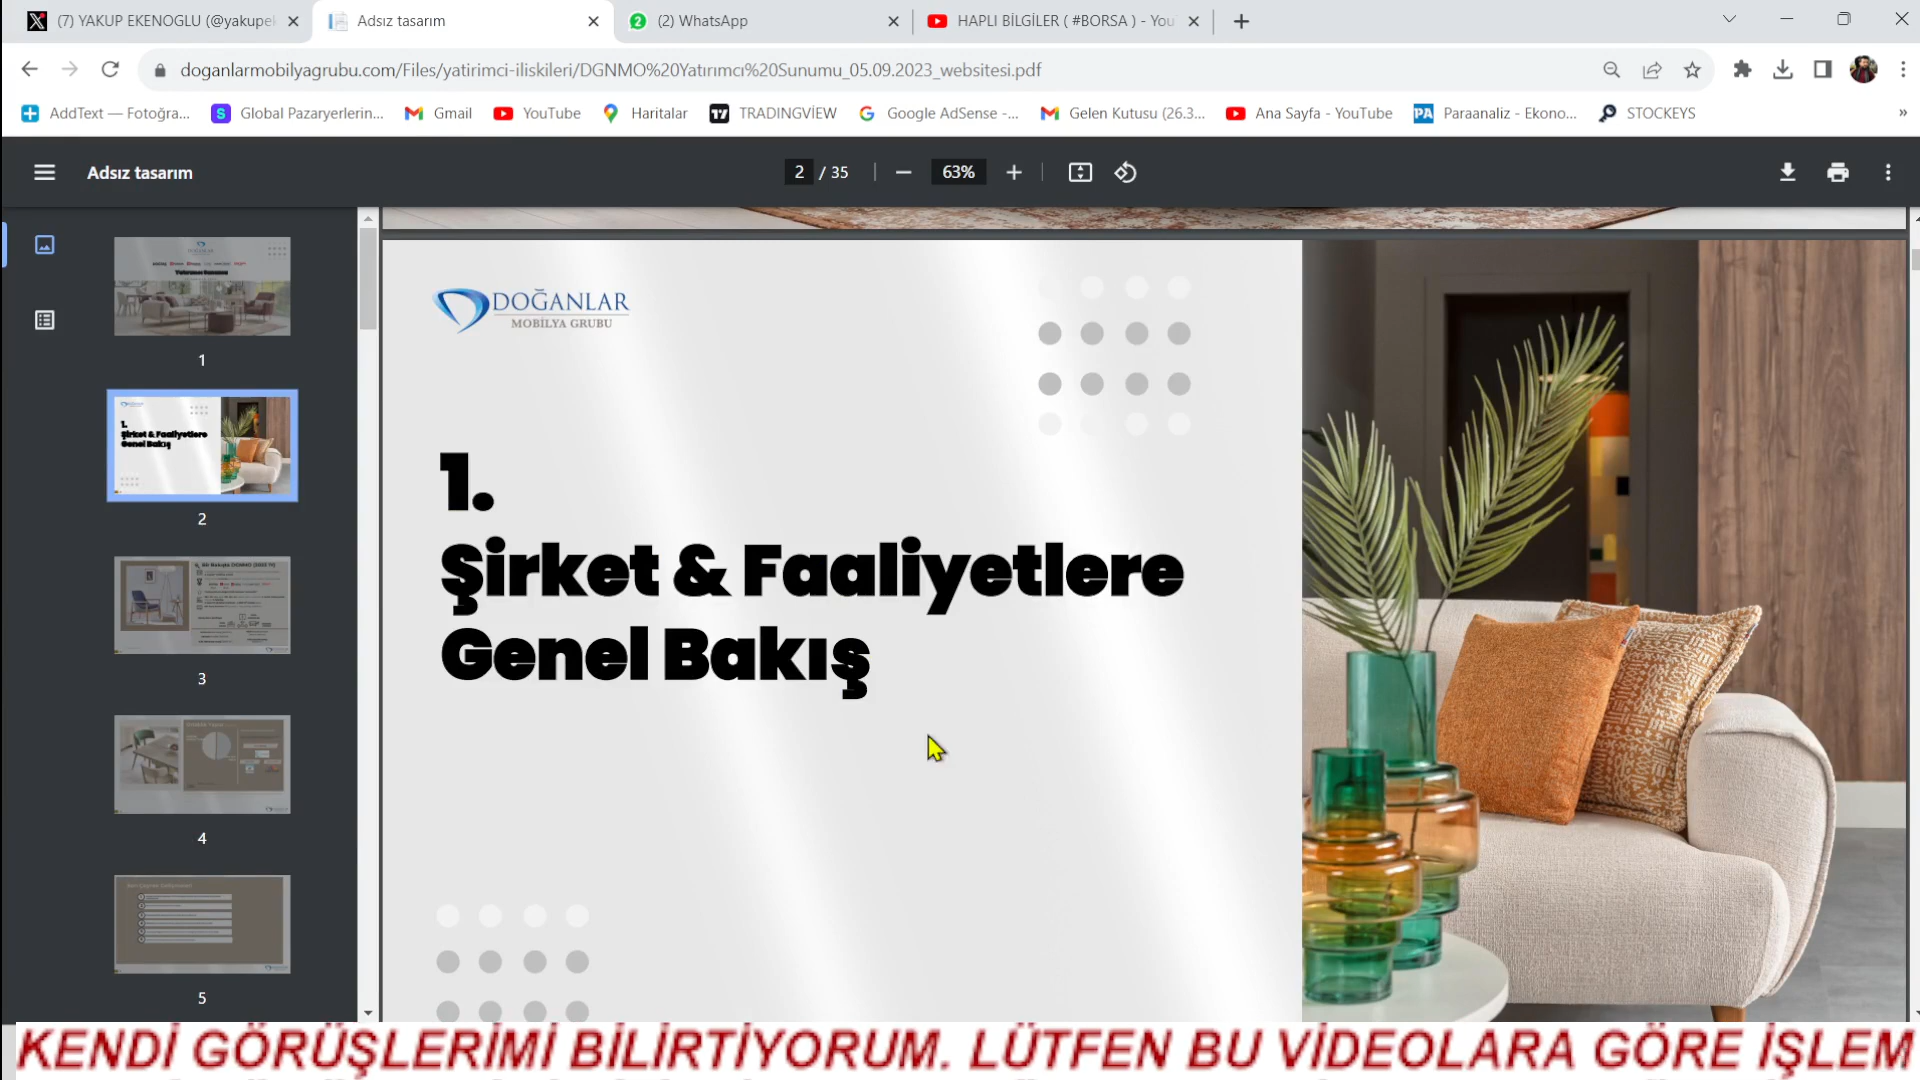 (7) YAKUP EKENOGLU (@yakupe
Adsız tasarım
(2) WhatsApp
HAPLI BİLGİLER ( #BORSA ) - You
doganlarmobilyagrubu.com/Files/yatirimci-iliskileri/DGNMO%20Yatırımcı%20Sunumu_05.09.2023_websitesi.pdf
AddText — Fotoğra...
Global Pazaryerlerin...
Gmail
YouTube
Haritalar
TRADINGVİEW
Google AdSense -...
Gelen Kutusu (26.3...
Ana Sayfa - YouTube
Paraanaliz - Ekono...
STOCKEYS
»
Adsız tasarım
2 / 35
63%
1
2
3
4
5
DOĞANLAR
MOBİLYA GRUBU
1.
Şirket & Faaliyetlere
Genel Bakış
KENDİ GÖRÜŞLERİMİ BİLİRTİYORUM. LÜTFEN BU VİDEOLARA GÖRE İŞLEM